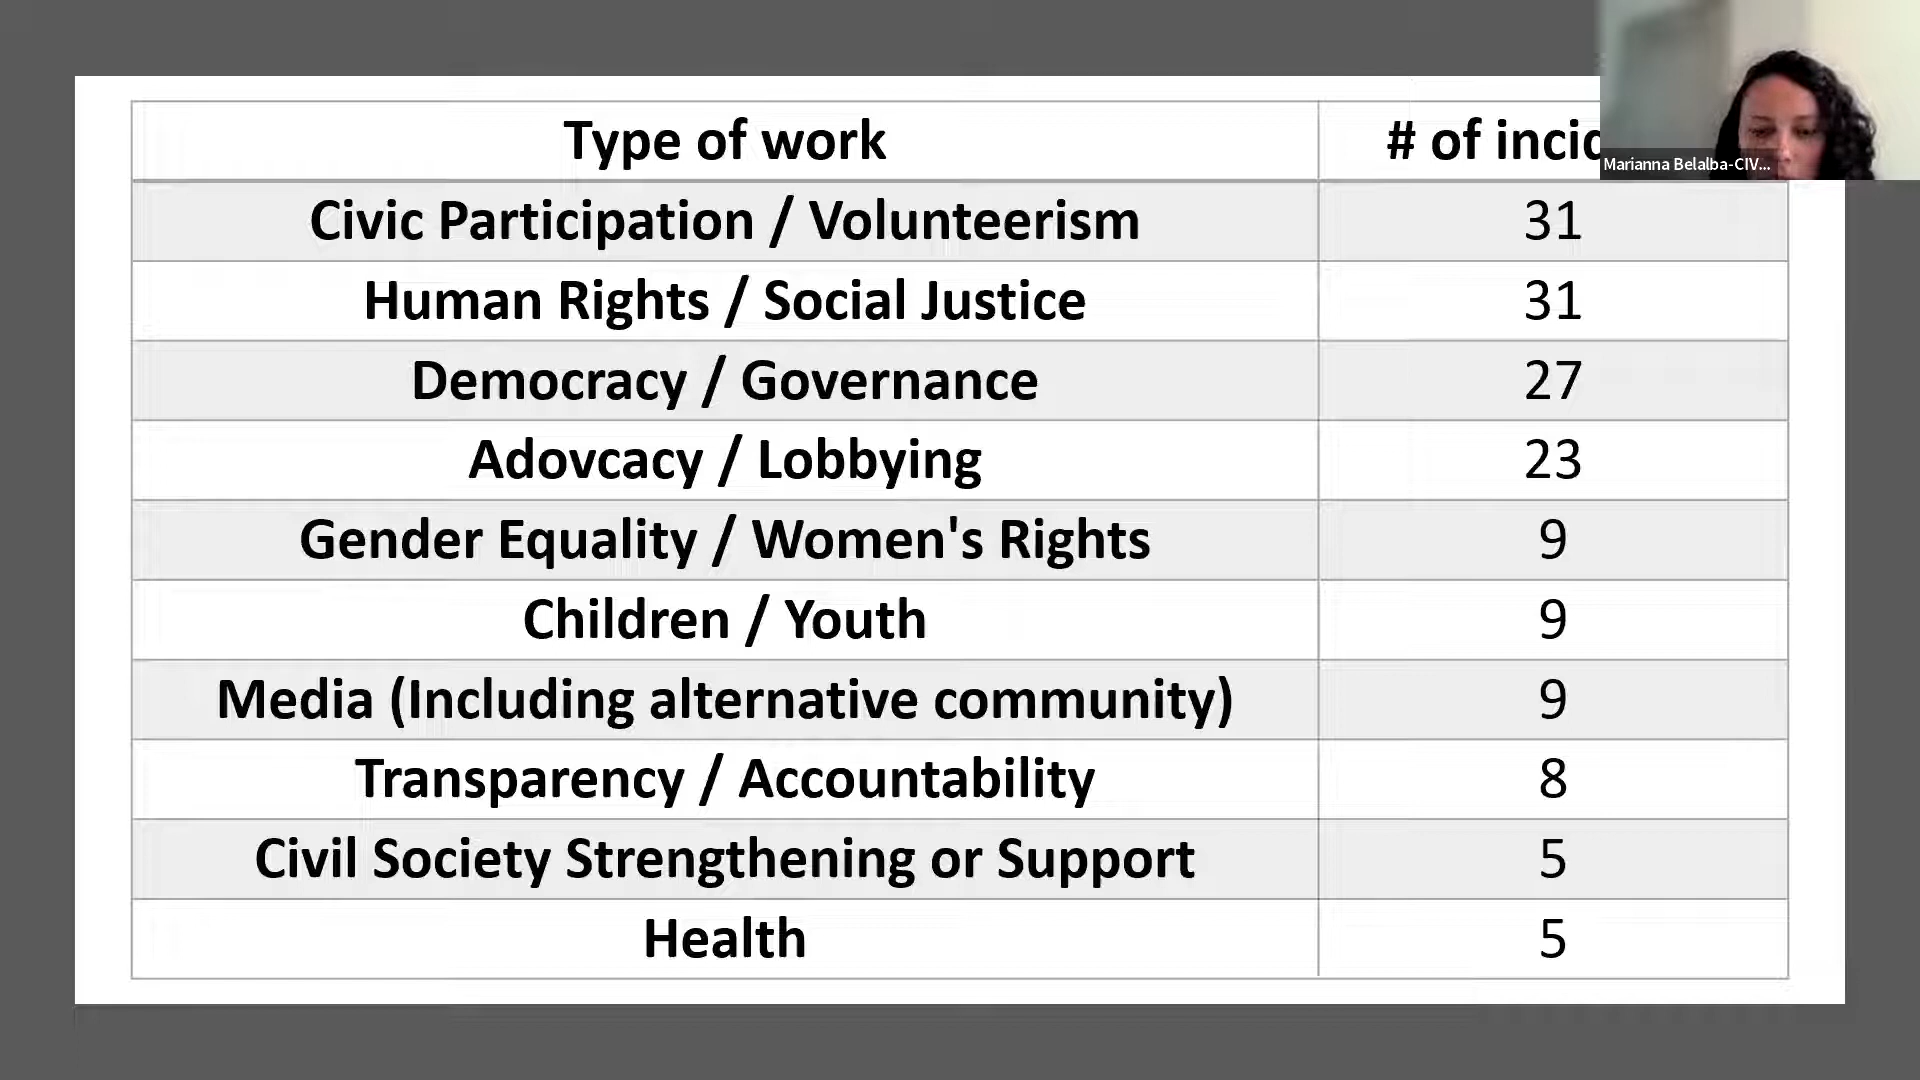 Type of work # of incid
Marianna Belalba-CIV...
Civic Participation / Volunteerism 31
Human Rights / Social Justice 31
Democracy / Governance 27
Adovcacy / Lobbying 23
Gender Equality / Women's Rights 9
Children / Youth 9
Media (Including alternative community) 9
Transparency / Accountability 8
Civil Society Strengthening or Support 5
Health 5